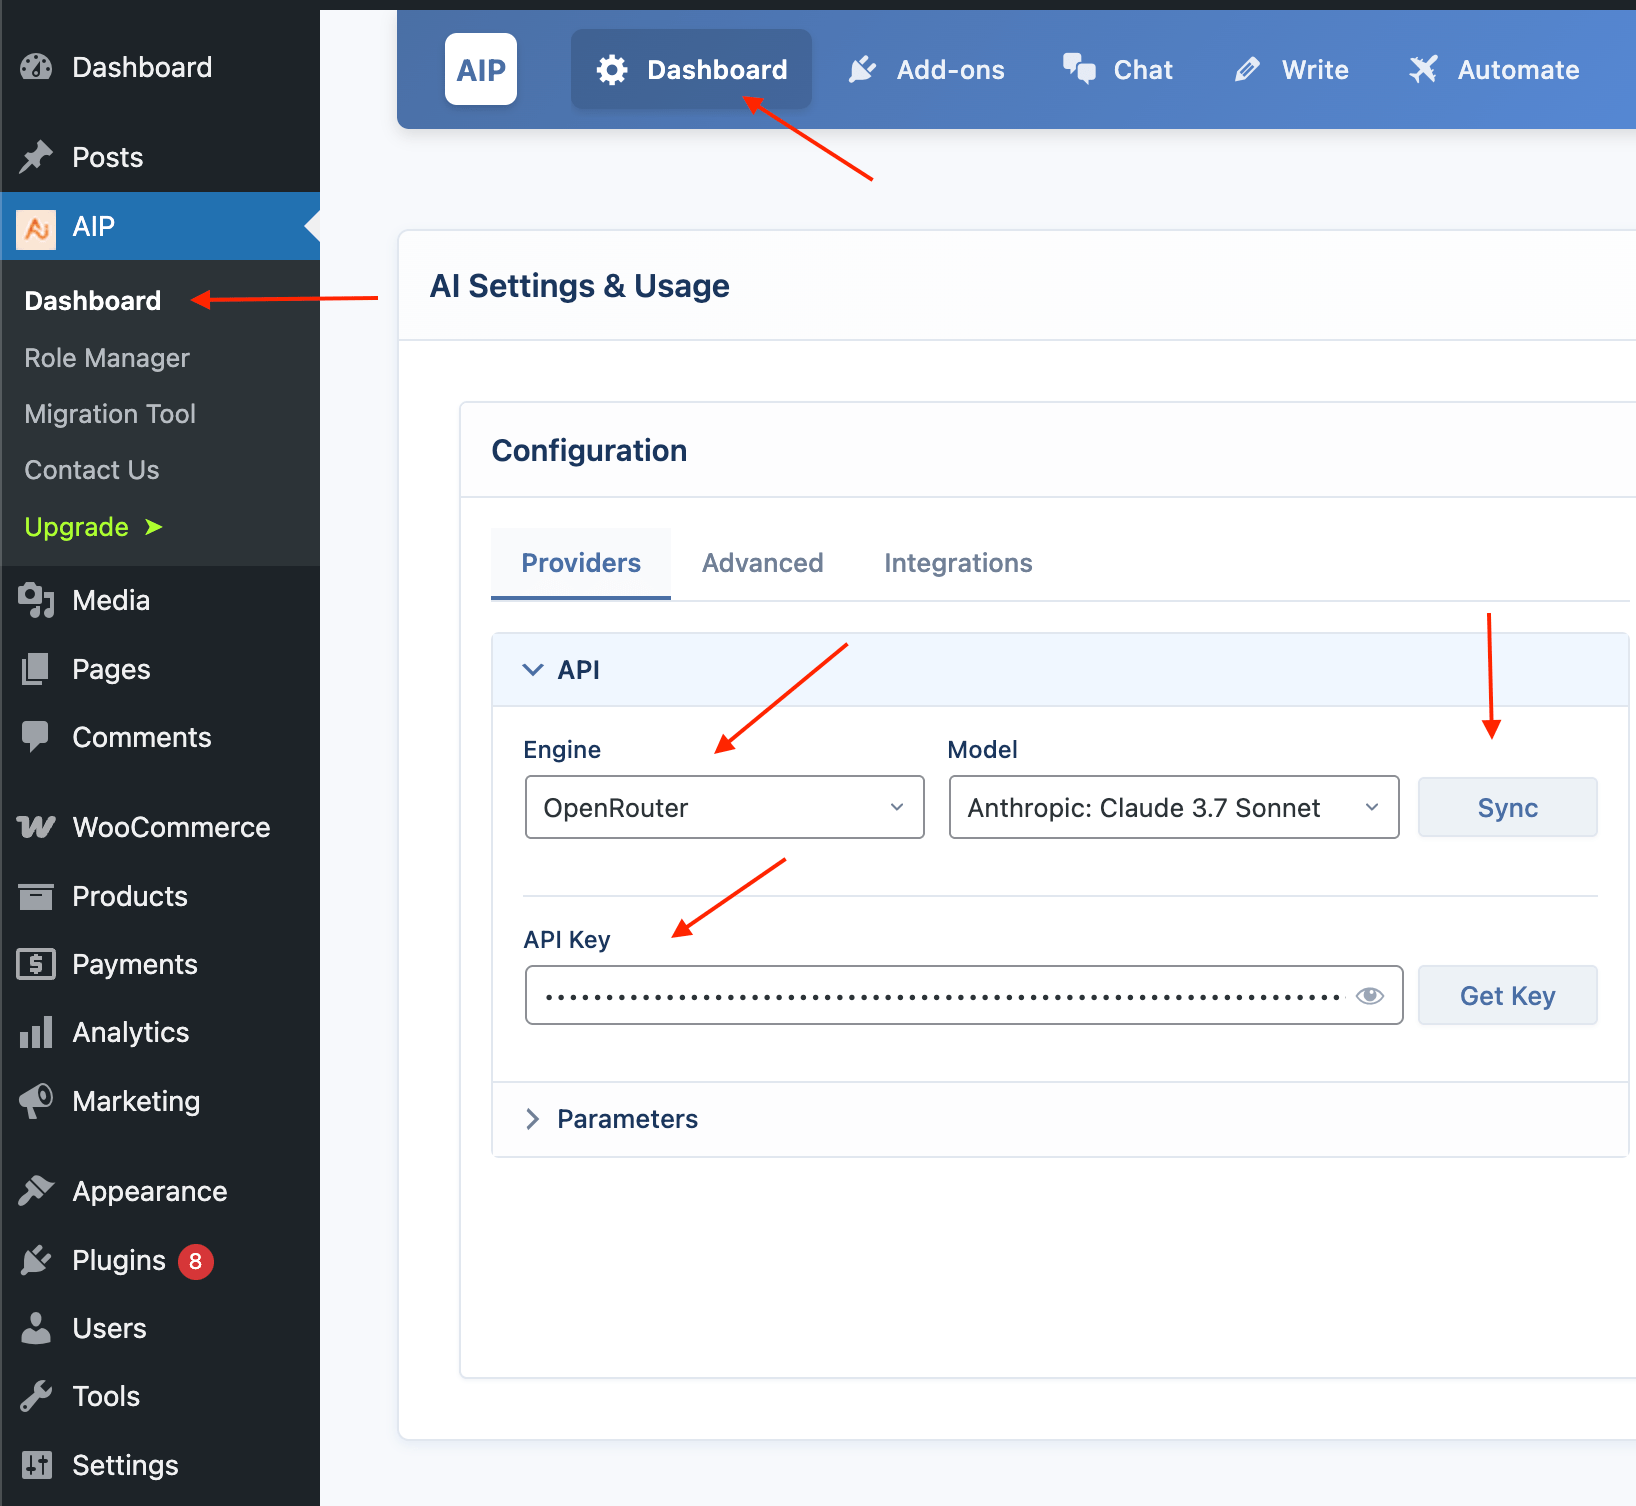 Dashboard
Posts
AIP
Dashboard
Role Manager
Migration Tool
Contact Us
Upgrade ➤
Media
Pages
Comments
WooCommerce
Products
Payments
Analytics
Marketing
Appearance
Plugins 8
Users
Tools
Settings
AIP Dashboard Add-ons Chat Write Automate
AI Settings & Usage
Configuration
Providers Advanced Integrations
API
Engine Model
OpenRouter Anthropic: Claude 3.7 Sonnet Sync
API Key
Get Key
Parameters